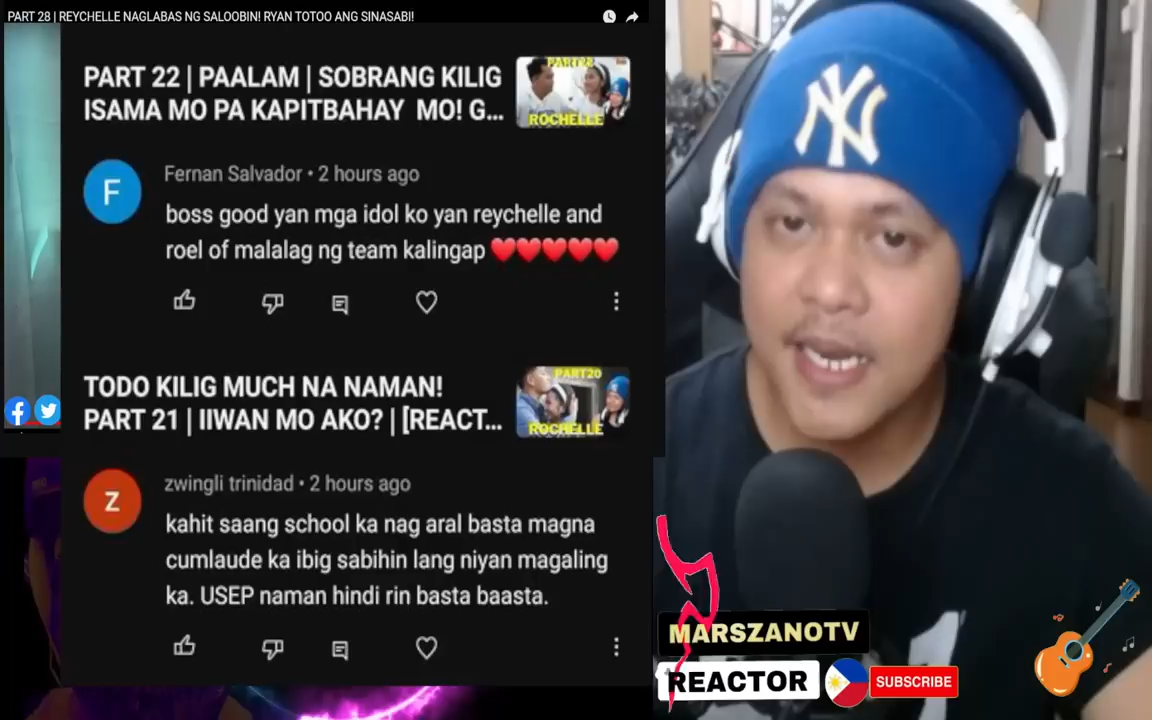 PART 28 | REYCHELLE NAGLABAS NG SALOOBIN! RYAN TOTOO ANG SINASABI!
PART 22 | PAALAM | SOBRANG KILIG
ISAMA MO PA KAPITBAHAY MO! G...
PART22
ROCHELLE
Fernan Salvador • 2 hours ago
F
boss good yan mga idol ko yan reychelle and
roel of malalag ng team kalingap ❤️❤️❤️❤️❤️
TODO KILIG MUCH NA NAMAN!
PART 21 | IIWAN MO AKO? | [REACT...
PART20
ROCHELLE
zwingli trinidad • 2 hours ago
z
kahit saang school ka nag aral basta magna
cumlaude ka ibig sabihin lang niyan magaling
ka. USEP naman hindi rin basta baasta.
NY
MARSZANOTV
REACTOR
SUBSCRIBE